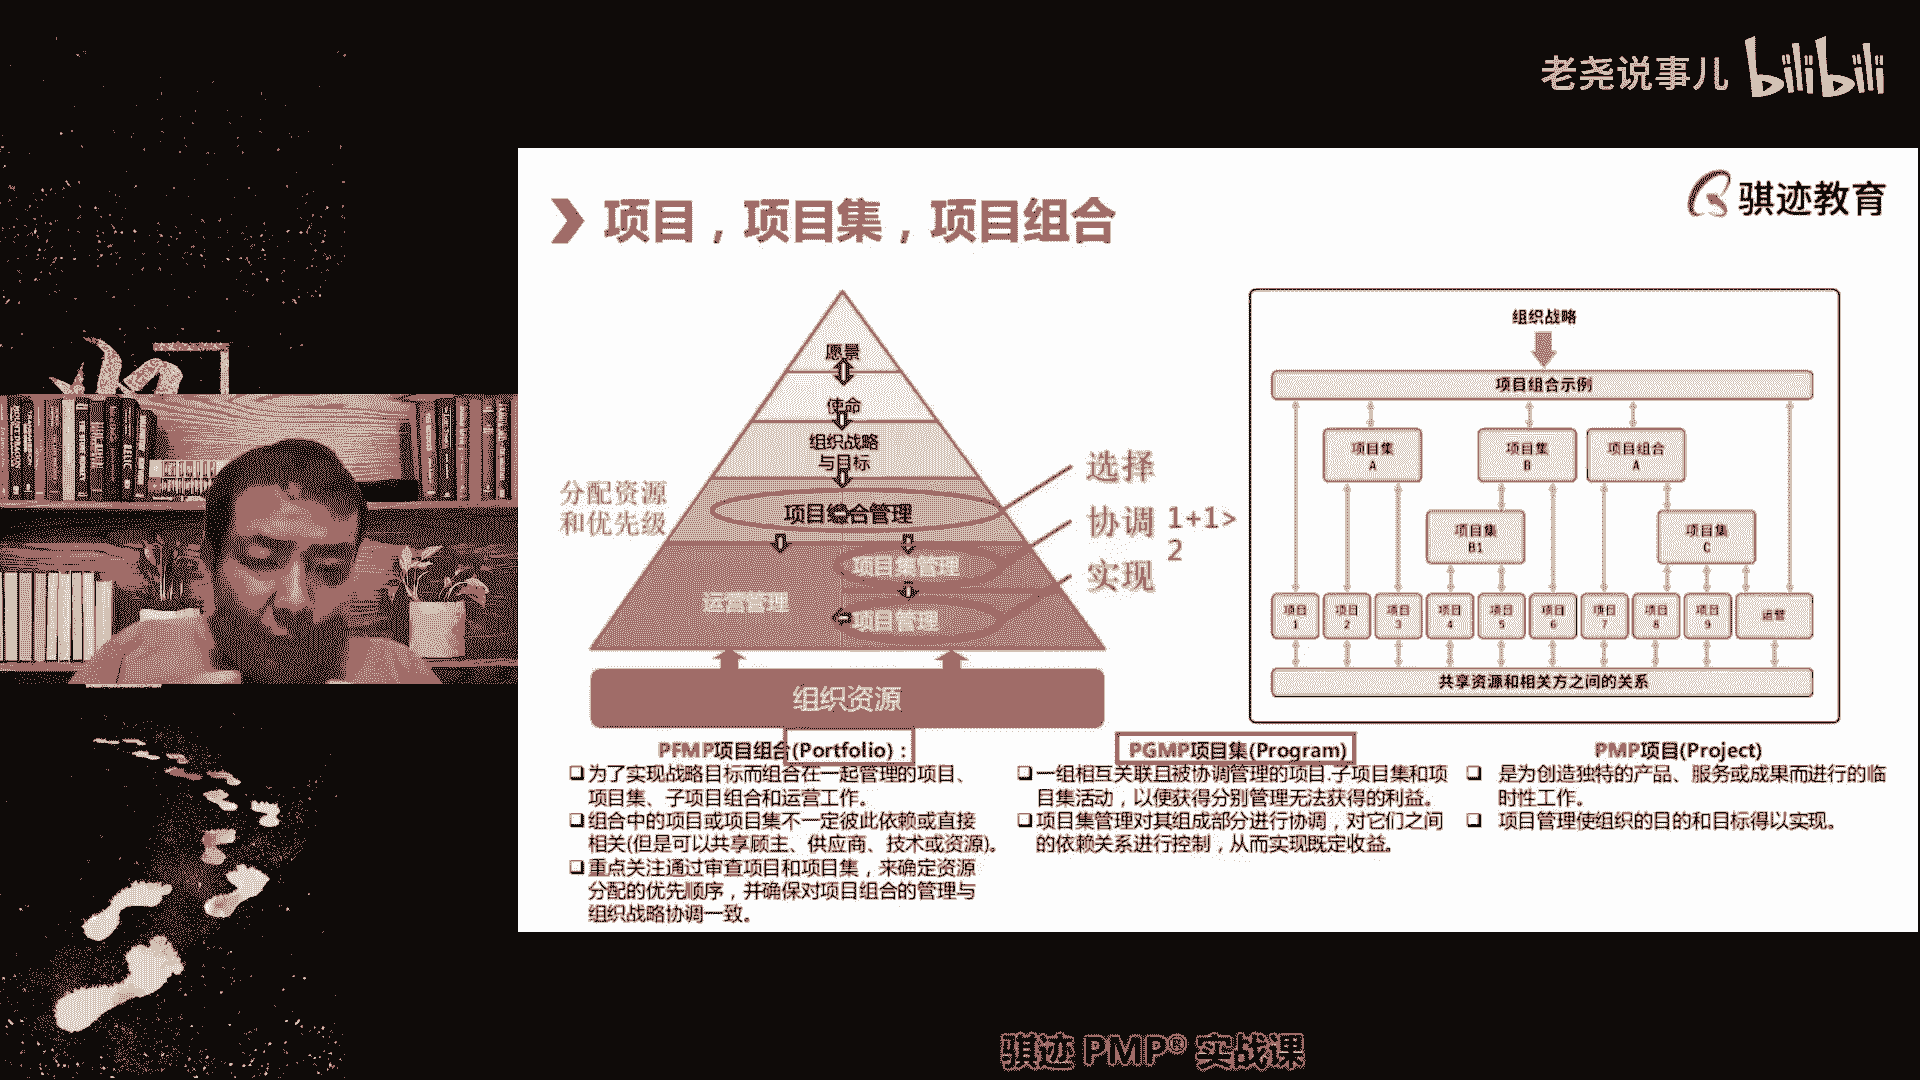 老尧说事儿 bilibili
骐迹教育
项目，项目集，项目组合
愿景
使命
组织战略
与目标
分配资源
和优先级
项目组合管理
项目集管理
运营管理
项目管理
选择
协调 1+1>
2
实现
组织资源
组织战略
项目组合示例
项目集
A
项目集
B
项目组合
A
项目集
B1
项目集
C
项目
1
项目
2
项目
3
项目
4
项目
5
项目
6
项目
7
项目
8
项目
9
运营
共享资源和相关方之间的关系
PFMP项目组合(Portfolio)：
为了实现战略目标而组合在一起管理的项目、
项目集、子项目组合和运营工作。
组合中的项目或项目集不一定彼此依赖或直接
相关(但是可以共享顾主、供应商、技术或资源)。
重点关注通过审查项目和项目集，来确定资源
分配的优先顺序，并确保对项目组合的管理与
组织战略协调一致。
PGMP项目集(Program)
一组相互关联且被协调管理的项目.子项目集和项
目集活动，以便获得分别管理无法获得的利益。
项目集管理对其组成部分进行协调，对它们之间
的依赖关系进行控制，从而实现既定收益。
PMP项目(Project)
是为创造独特的产品、服务或成果而进行的临
时性工作。
项目管理使组织的目的和目标得以实现。
骐迹 PMP® 实战课